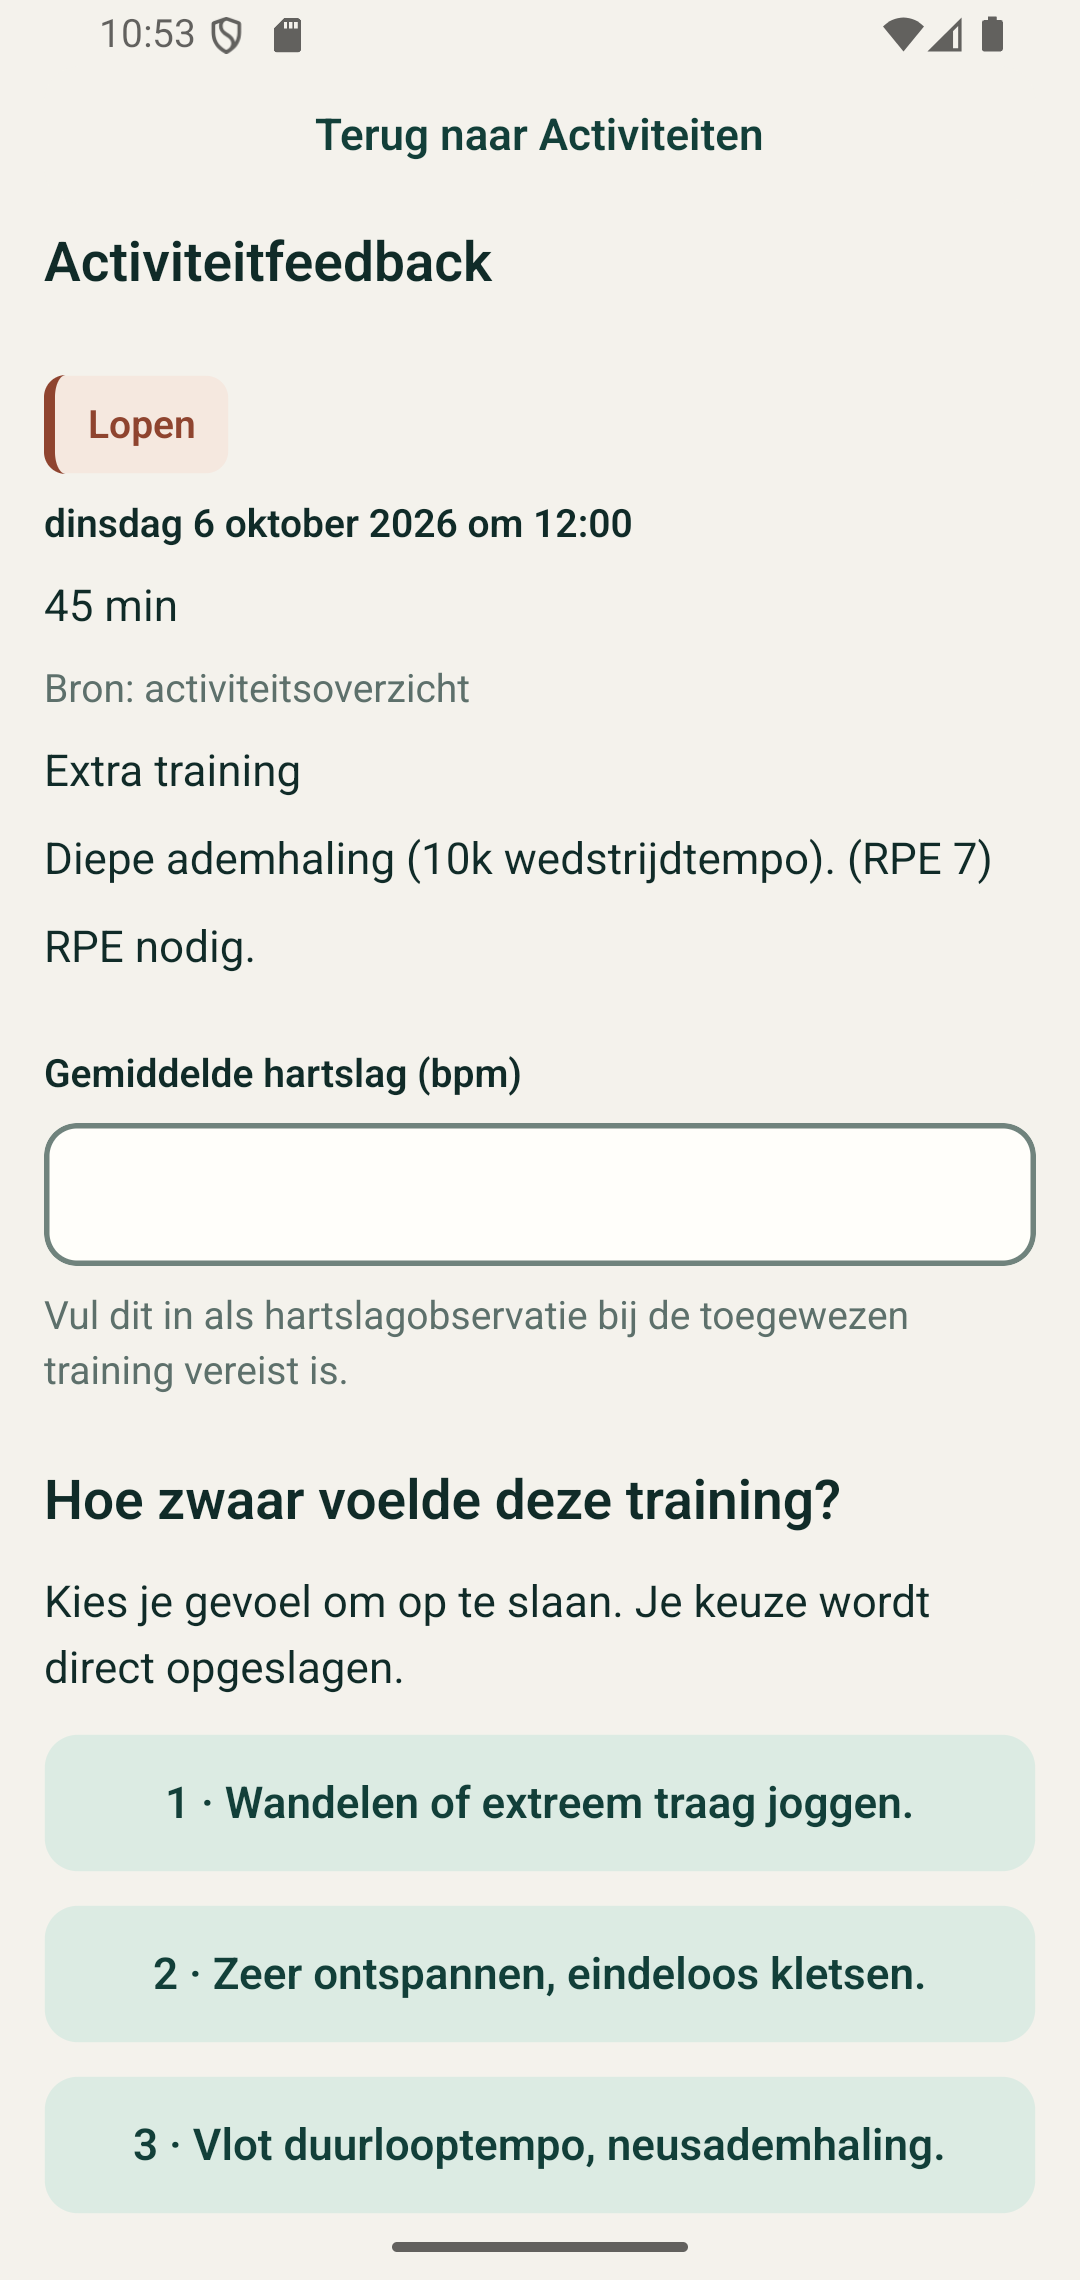 10:53
Terug naar Activiteiten
Activiteitfeedback
Lopen
dinsdag 6 oktober 2026 om 12:00
45 min
Bron: activiteitsoverzicht
Extra training
Diepe ademhaling (10k wedstrijdtempo). (RPE 7)
RPE nodig.
Gemiddelde hartslag (bpm)
Vul dit in als hartslagobservatie bij de toegewezen
training vereist is.
Hoe zwaar voelde deze training?
Kies je gevoel om op te slaan. Je keuze wordt
direct opgeslagen.
1 · Wandelen of extreem traag joggen.
2 · Zeer ontspannen, eindeloos kletsen.
3 · Vlot duurlooptempo, neusademhaling.